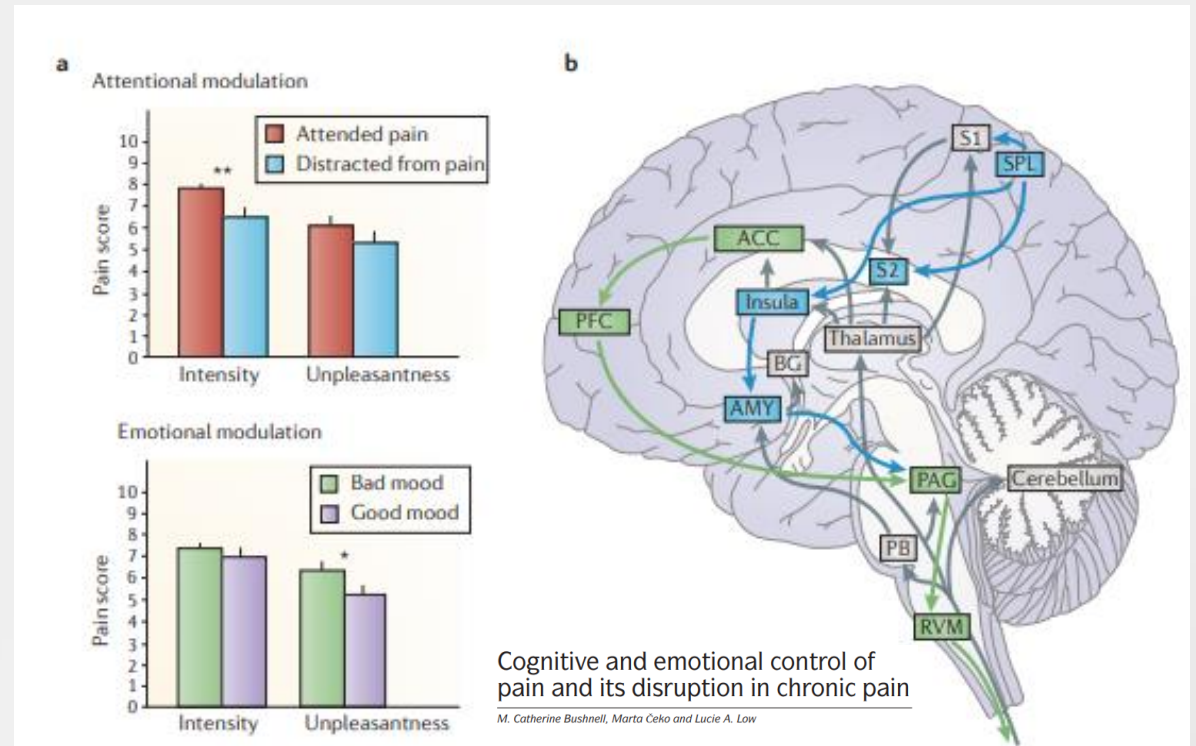 a
Attentional modulation
Attended pain
Distracted from pain
Pain score
10
9
8
7
6
5
4
3
2
1
0
**
Intensity
Unpleasantness
Emotional modulation
Bad mood
Good mood
Pain score
10
9
8
7
6
5
4
3
2
1
0
*
Intensity
Unpleasantness
b
S1
SPL
ACC
S2
Insula
PFC
Thalamus
BG
AMY
PAG
Cerebellum
PB
RVM
Cognitive and emotional control of
pain and its disruption in chronic pain
M. Catherine Bushnell, Marta Čeko and Lucie A. Low